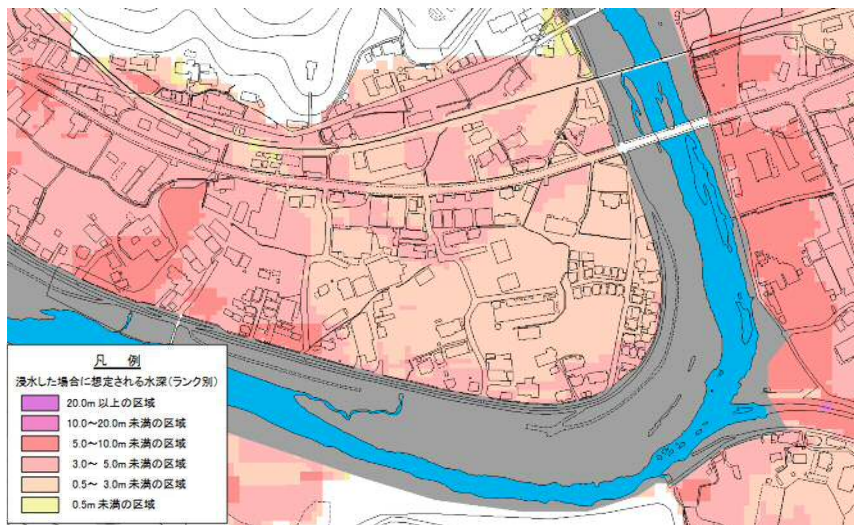 凡　例
浸水した場合に想定される水深(ランク別)
20.0m 以上の区域
10.0～20.0m 未満の区域
5.0～10.0m 未満の区域
3.0～ 5.0m 未満の区域
0.5～ 3.0m 未満の区域
0.5m 未満の区域